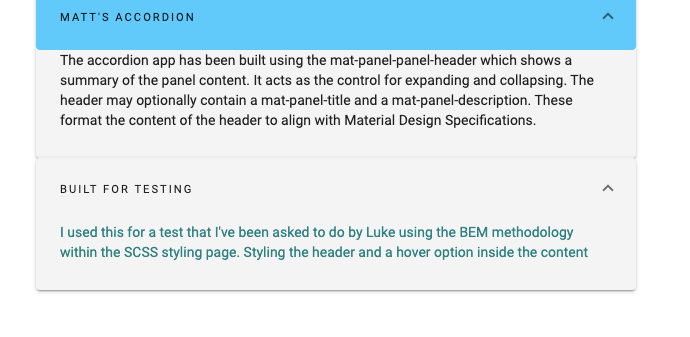 MATT'S ACCORDION
The accordion app has been built using the mat-panel-panel-header which shows a
summary of the panel content. It acts as the control for expanding and collapsing. The
header may optionally contain a mat-panel-title and a mat-panel-description. These
format the content of the header to align with Material Design Specifications.
BUILT FOR TESTING
I used this for a test that I've been asked to do by Luke using the BEM methodology
within the SCSS styling page. Styling the header and a hover option inside the content